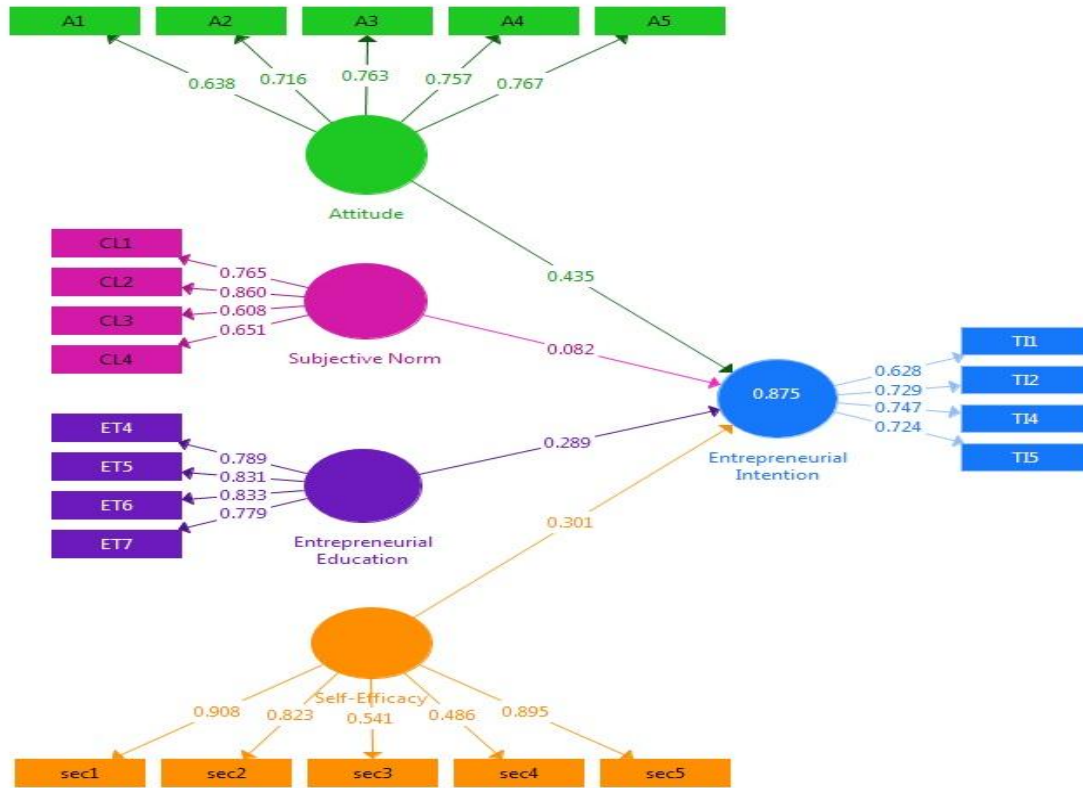 A1
A2
A3
A4
A5
0.638
0.716
0.763
0.757
0.767
Attitude
CL1
CL2
CL3
CL4
0.765
0.860
0.608
0.651
Subjective Norm
0.435
0.082
ET4
ET5
ET6
ET7
0.789
0.831
0.833
0.779
Entrepreneurial
Education
0.289
0.301
0.875
Entrepreneurial
Intention
0.628
0.729
0.747
0.724
TI1
TI2
TI4
TI5
Self-Efficacy
0.908
0.823
0.541
0.486
0.895
sec1
sec2
sec3
sec4
sec5